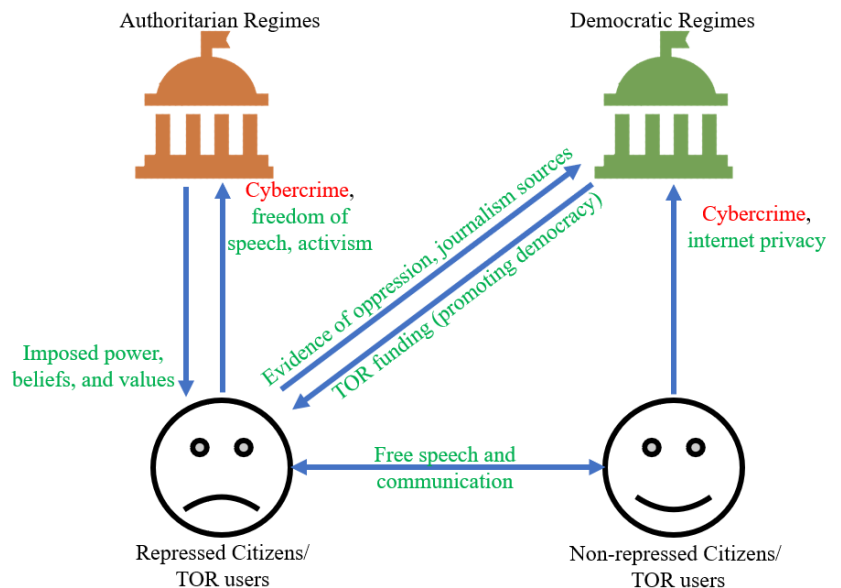 Authoritarian Regimes
Democratic Regimes
Cybercrime,
freedom of
speech, activism
Evidence of oppression, journalism sources
TOR funding (promoting democracy)
Cybercrime,
internet privacy
Imposed power,
beliefs, and values
Free speech and
communication
Repressed Citizens/
TOR users
Non-repressed Citizens/
TOR users